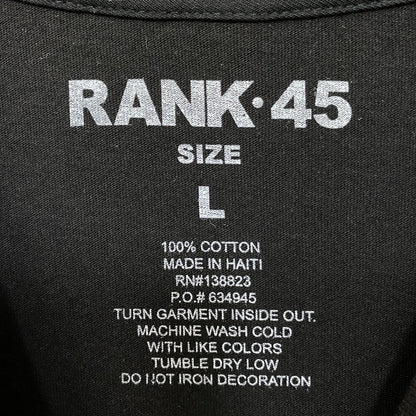 RANK·45
SIZE
L
100% COTTON
MADE IN HAITI
RN#138823
P.O.# 634945
TURN GARMENT INSIDE OUT.
MACHINE WASH COLD
WITH LIKE COLORS
TUMBLE DRY LOW
DO NOT IRON DECORATION